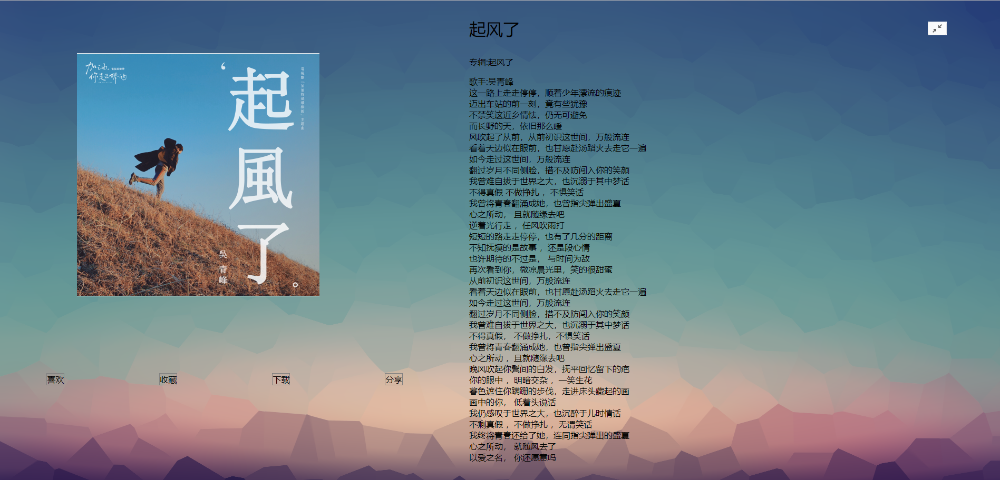 起风了
专辑:起风了
歌手:吴青峰
这一路上走走停停，顺着少年漂流的痕迹
迈出车站的前一刻，竟有些犹豫
不禁笑这近乡情怯，仍无可避免
而长野的天，依旧那么暖
风吹起了从前，从前初识这世间，万般流连
看着天边似在眼前，也甘愿赴汤蹈火去走它一遍
如今走过这世间，万般流连
翻过岁月不同侧脸，措不及防闯入你的笑颜
我曾难自拔于世界之大，也沉溺于其中梦话
不得真假 不做挣扎 ，不惧笑话
我曾将青春翻涌成她，也曾指尖弹出盛夏
心之所动， 且就随缘去吧
逆着光行走 ，任风吹雨打
短短的路走走停停，也有了几分的距离
不知抚摸的是故事 ，还是段心情
也许期待的不过是， 与时间为敌
再次看到你，微凉晨光里，笑的很甜蜜
从前初识这世间，万般流连
看着天边似在眼前，也甘愿赴汤蹈火去走它一遍
如今走过这世间，万般流连
翻过岁月不同侧脸，措不及防闯入你的笑颜
我曾难自拔于世界之大，也沉溺于其中梦话
不得真假， 不做挣扎，不惧笑话
我曾将青春翻涌成她，也曾指尖弹出盛夏
心之所动 ，且就随缘去吧
晚风吹起你鬓间的白发，抚平回忆留下的疤
你的眼中 ，明暗交杂 ，一笑生花
暮色遮住你蹒跚的步伐，走进床头藏起的画
画中的你， 低着头说话
我仍感叹于世界之大，也沉醉于儿时情话
不剩真假 ，不做挣扎 ，无谓笑话
我终将青春还给了她，连同指尖弹出的盛夏
心之所动， 就随风去了
以爱之名， 你还愿意吗
加油，你是最棒的
電視劇「加油你是最棒的」主題曲
‘起風了。
吳青峰
喜欢
收藏
下载
分享